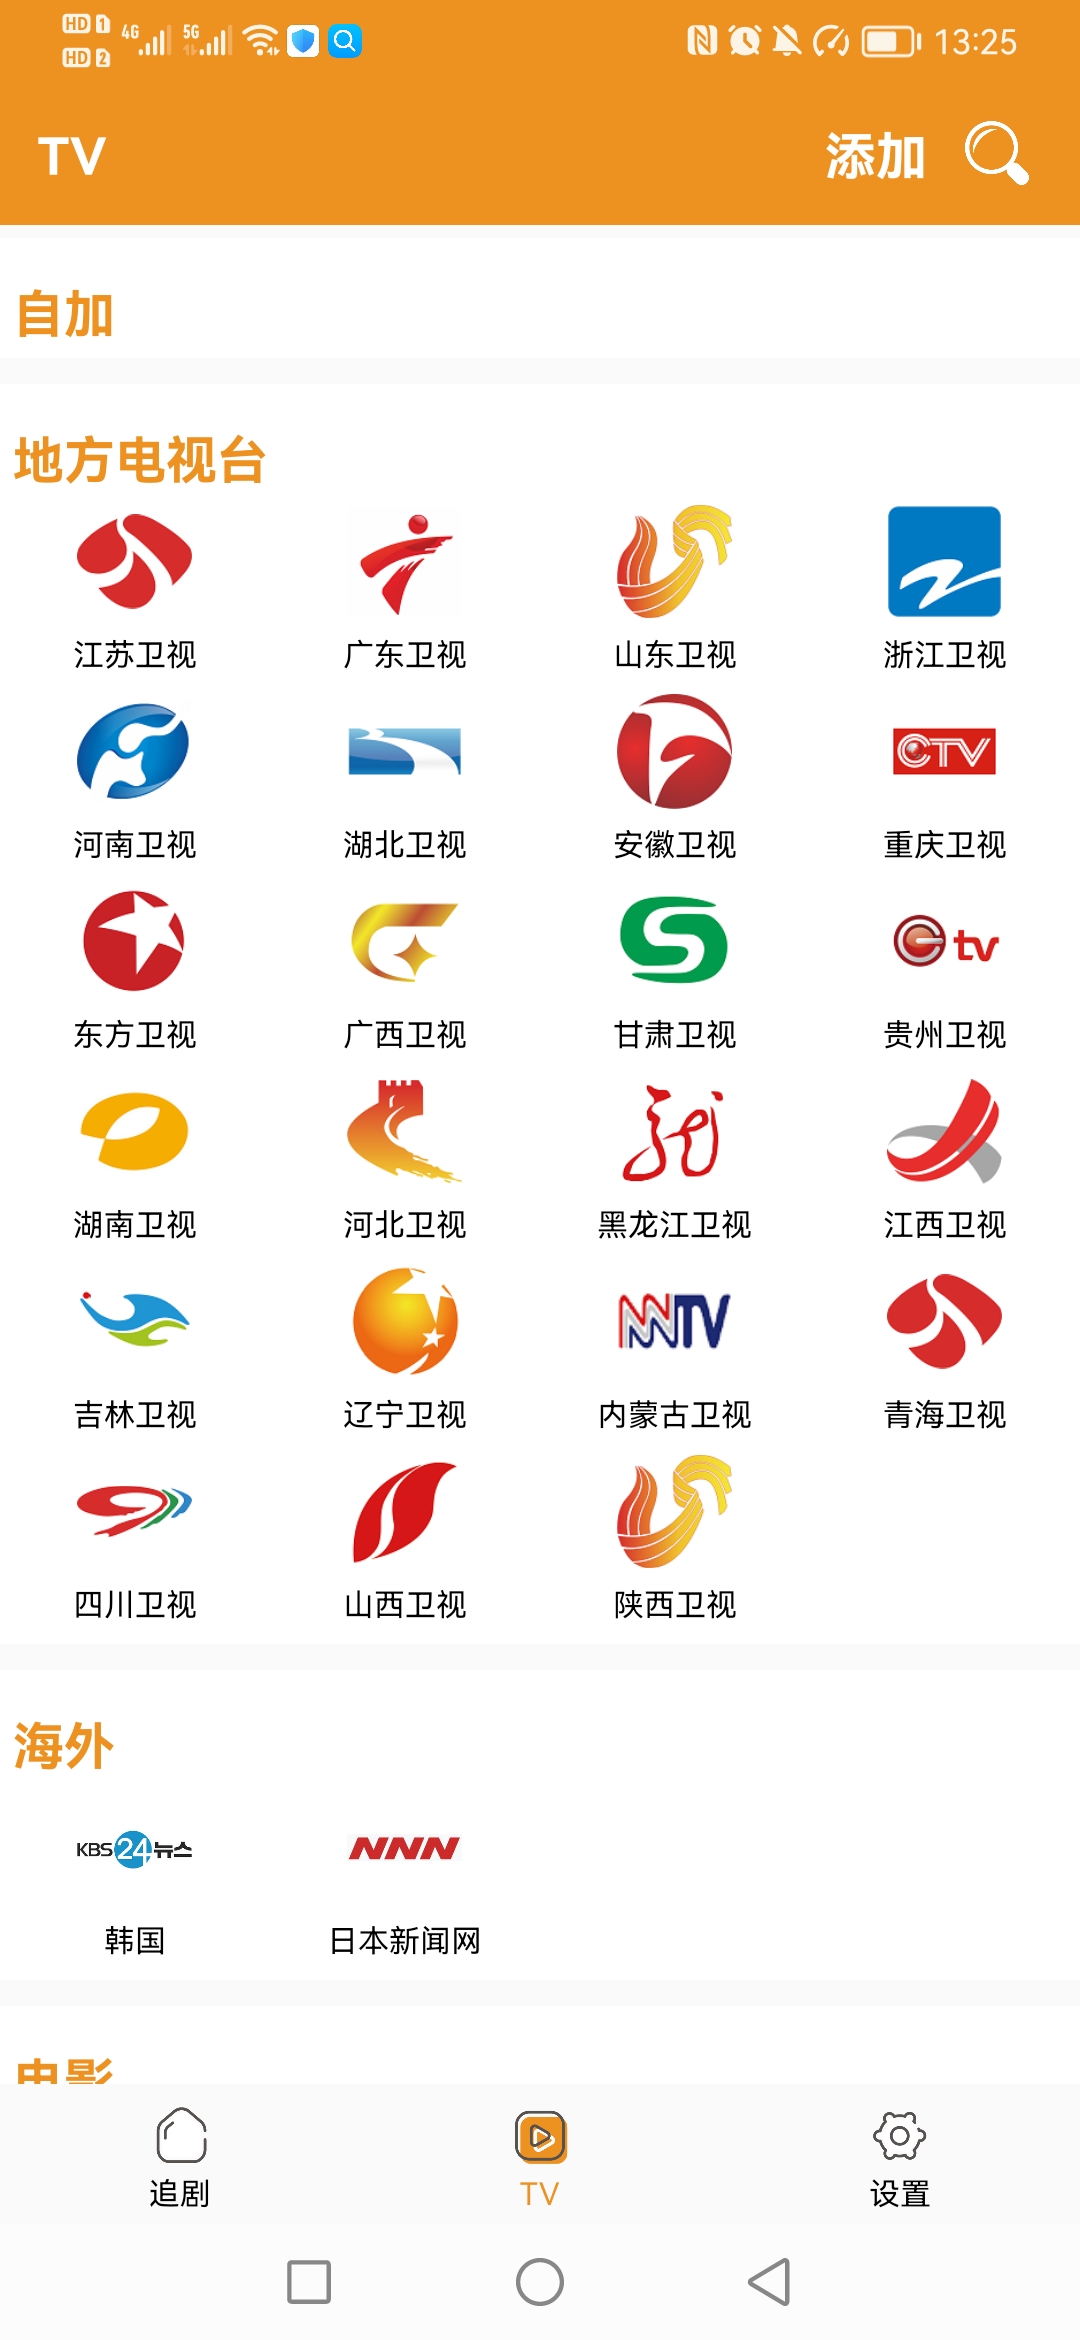 HD 1 4G 5G 13:25
HD 2
TV 添加
自加
地方电视台
江苏卫视 广东卫视 山东卫视 浙江卫视
CTV
河南卫视 湖北卫视 安徽卫视 重庆卫视
tv
东方卫视 广西卫视 甘肃卫视 贵州卫视
湖南卫视 河北卫视 黑龙江卫视 江西卫视
NNTV
吉林卫视 辽宁卫视 内蒙古卫视 青海卫视
四川卫视 山西卫视 陕西卫视
海外
KBS 24 뉴스 NNN
韩国 日本新闻网
电影
追剧 TV 设置